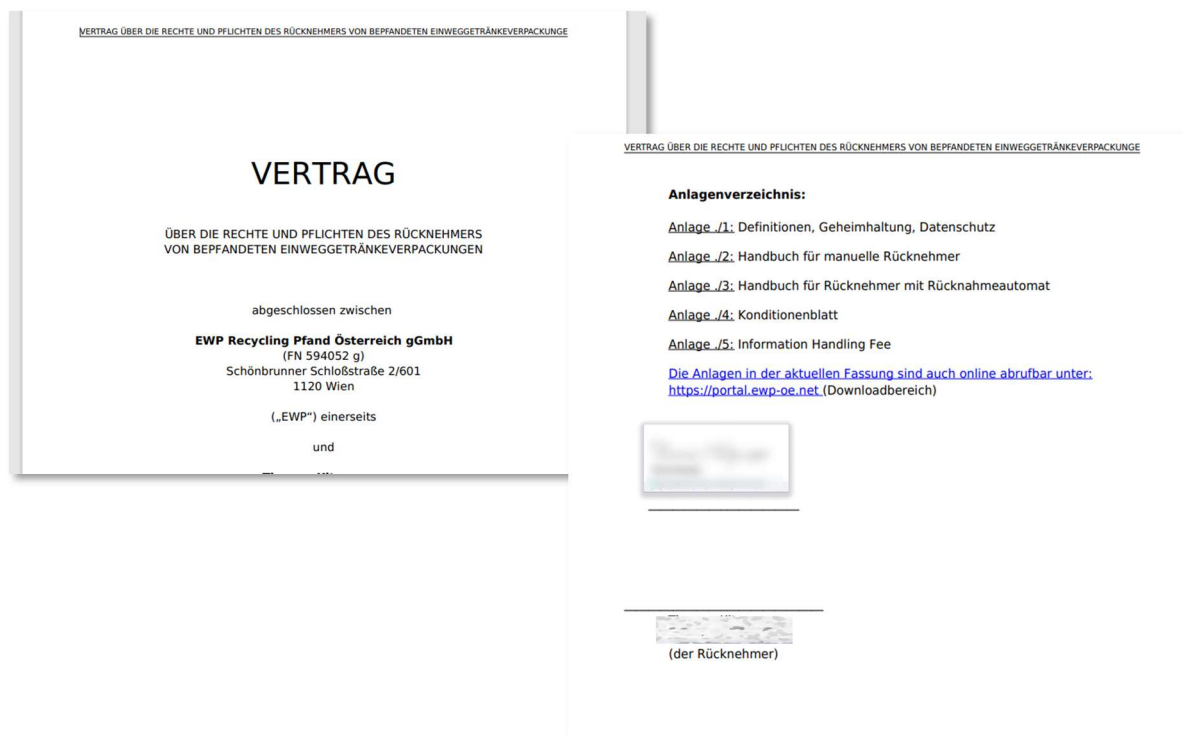 VERTRAG ÜBER DIE RECHTE UND PFLICHTEN DES RÜCKNEHMERS VON BEPFANDETEN EINWEGGETRÄNKEVERPACKUNGE
VERTRAG
ÜBER DIE RECHTE UND PFLICHTEN DES RÜCKNEHMERS
VON BEPFANDETEN EINWEGGETRÄNKEVERPACKUNGEN
abgeschlossen zwischen
EWP Recycling Pfand Österreich gGmbH
(FN 594052 g)
Schönbrunner Schloßstraße 2/601
1120 Wien
(„EWP“) einerseits
und
VERTRAG ÜBER DIE RECHTE UND PFLICHTEN DES RÜCKNEHMERS VON BEPFANDETEN EINWEGGETRÄNKEVERPACKUNGE
Anlagenverzeichnis:
Anlage ./1: Definitionen, Geheimhaltung, Datenschutz
Anlage ./2: Handbuch für manuelle Rücknehmer
Anlage ./3: Handbuch für Rücknehmer mit Rücknahmeautomat
Anlage ./4: Konditionenblatt
Anlage ./5: Information Handling Fee
Die Anlagen in der aktuellen Fassung sind auch online abrufbar unter:
https://portal.ewp-oe.net (Downloadbereich)
(der Rücknehmer)